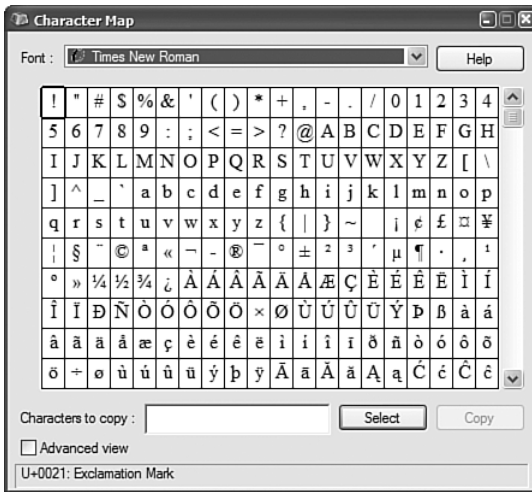 Character Map
Font : Times New Roman Help
! " # $ % & ' ( ) * + , - . / 0 1 2 3 4
5 6 7 8 9 : ; < = > ? @ A B C D E F G H
I J K L M N O P Q R S T U V W X Y Z [ \
] ^ _ ` a b c d e f g h i j k l m n o p
q r s t u v w x y z { | } ~ ¡ ¢ £ ¤ ¥
¦ § ¨ © ª « ¬ - ® ¯ ° ± ² ³ ´ µ ¶ · ¸ ¹
º » ¼ ½ ¾ ¿ À Á Â Ã Ä Å Æ Ç È É Ê Ë Ì Í
Î Ï Ð Ñ Ò Ó Ô Õ Ö × Ø Ù Ú Û Ü Ý Þ ß à á
â ã ä å æ ç è é ê ë ì í î ï ð ñ ò ó ô õ
ö ÷ ø ù ú û ü ý þ ÿ Ā ā Ă ă Ą ą Ć ć Ĉ ĉ
Characters to copy : Select Copy
Advanced view
U+0021: Exclamation Mark